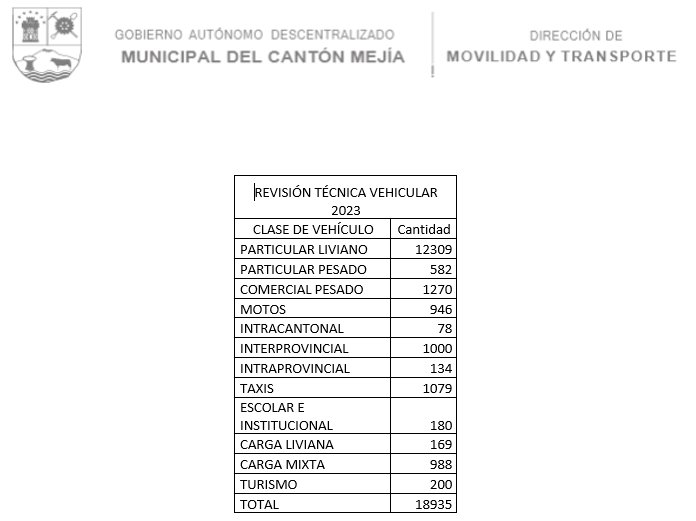 GOBIERNO AUTÓNOMO DESCENTRALIZADO
MUNICIPAL DEL CANTÓN MEJÍA
DIRECCIÓN DE
MOVILIDAD Y TRANSPORTE
REVISIÓN TÉCNICA VEHICULAR
2023
CLASE DE VEHÍCULO Cantidad
PARTICULAR LIVIANO 12309
PARTICULAR PESADO 582
COMERCIAL PESADO 1270
MOTOS 946
INTRACANTONAL 78
INTERPROVINCIAL 1000
INTRAPROVINCIAL 134
TAXIS 1079
ESCOLAR E
INSTITUCIONAL 180
CARGA LIVIANA 169
CARGA MIXTA 988
TURISMO 200
TOTAL 18935